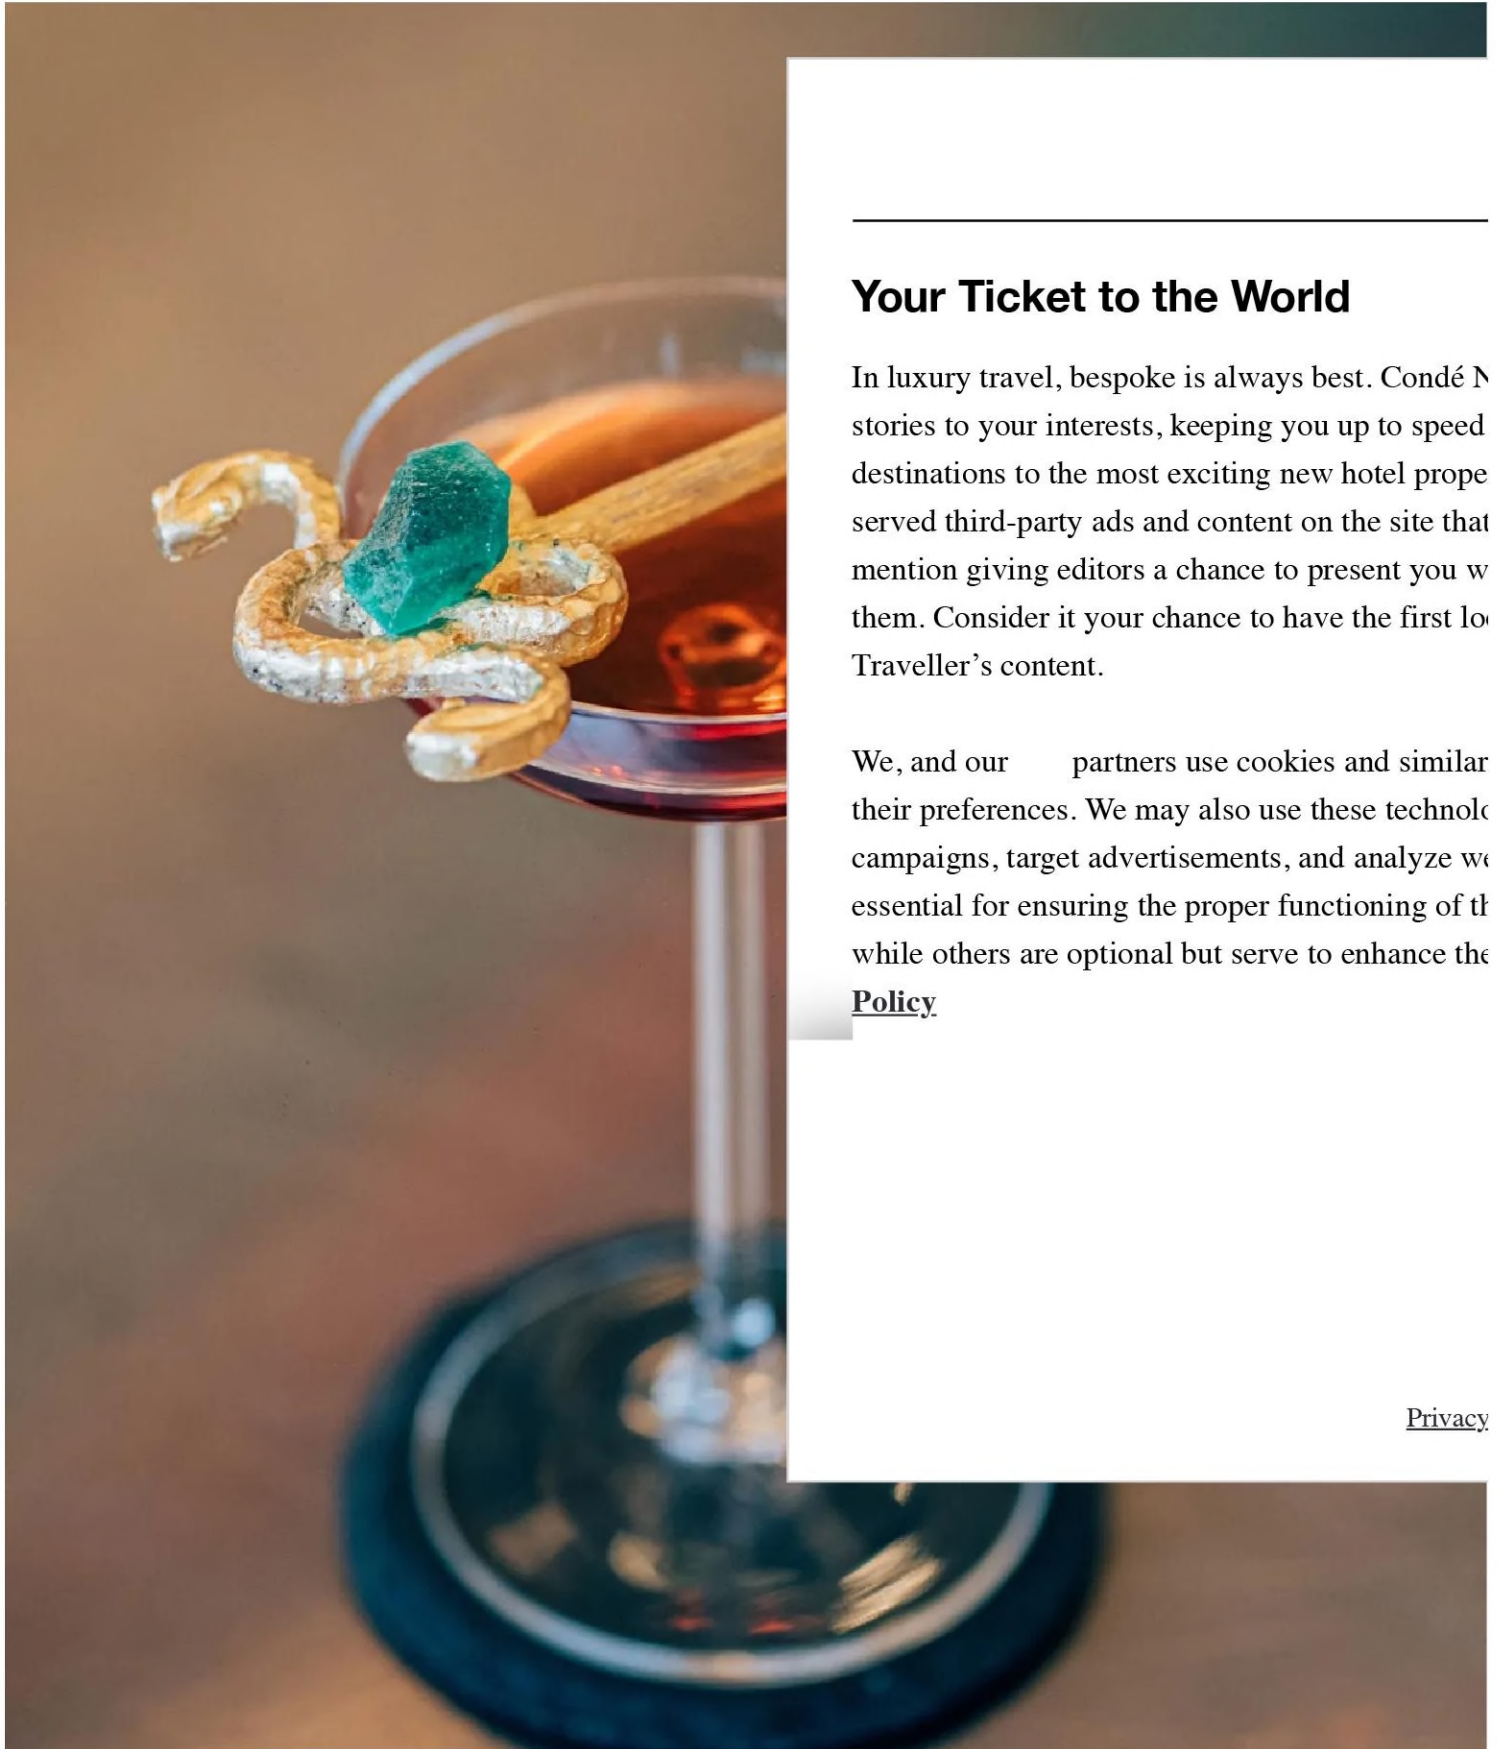 Your Ticket to the World
In luxury travel, bespoke is always best. Condé
stories to your interests, keeping you up to speed
destinations to the most exciting new hotel
served third-party ads and content on the site that
mention giving editors a chance to present you
them. Consider it your chance to have the first
Traveller’s content.
We, and our partners use cookies and similar
their preferences. We may also use these
campaigns, target advertisements, and analyze
essential for ensuring the proper functioning of
while others are optional but serve to enhance the
Policy
Privacy